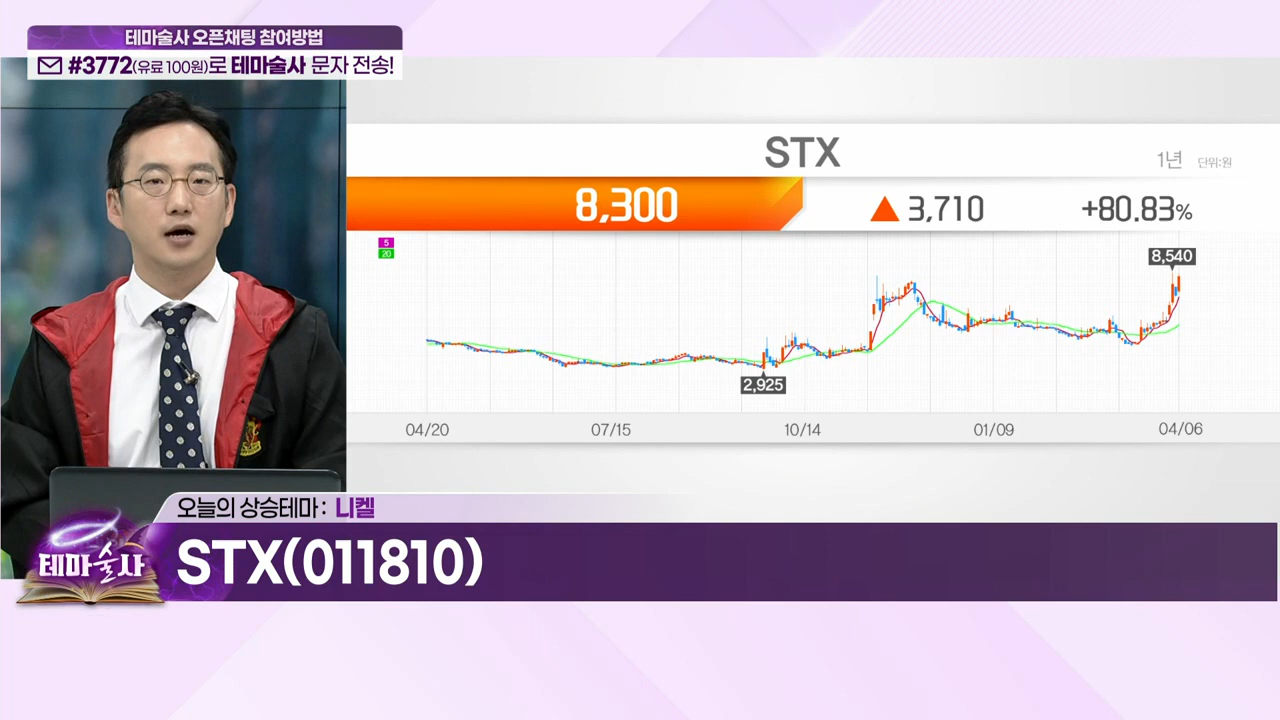 테마술사 오픈채팅 참여방법
#3772(유료 100원)로 테마술사 문자 전송!
STX
1년 단위:원
8,300 ▲ 3,710 +80.83%
5
20
8,540
2,925
04/20 07/15 10/14 01/09 04/06
오늘의 상승테마 : 니켈
테마술사
STX(011810)